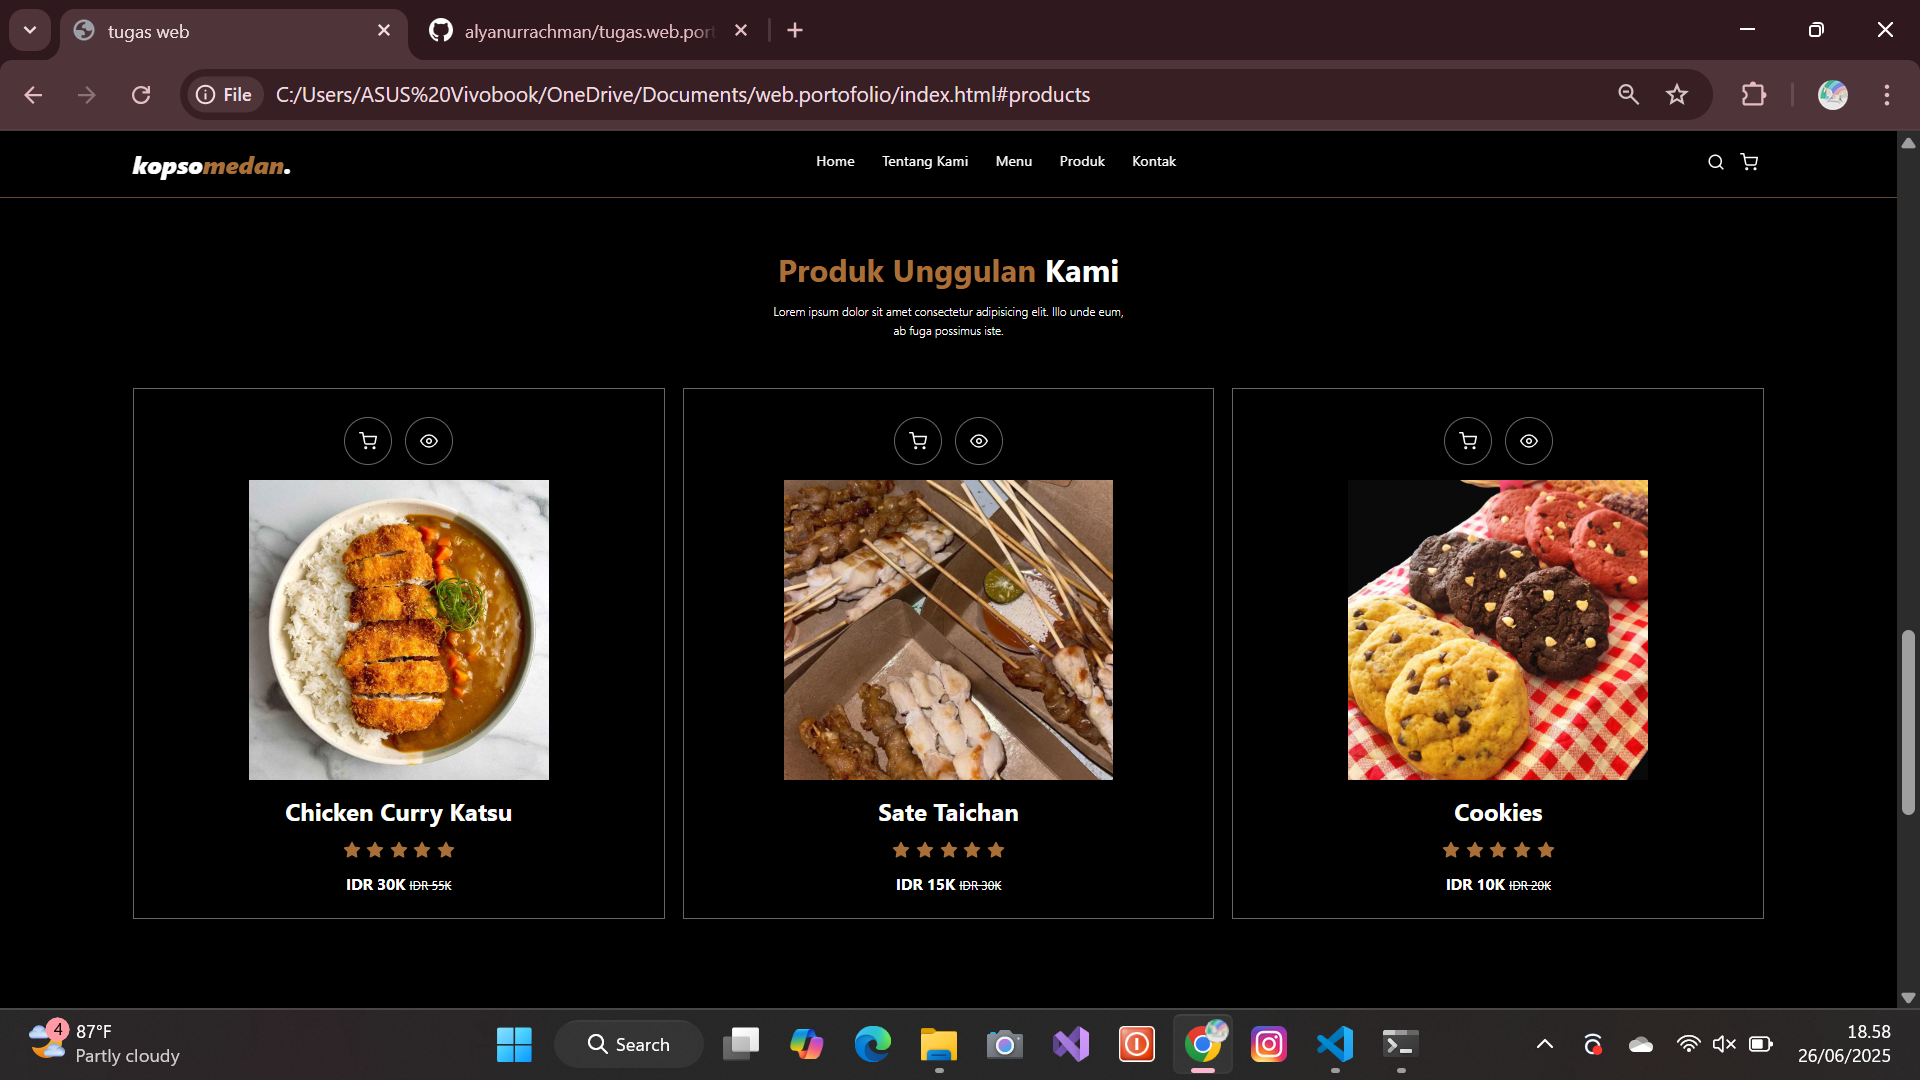 tugas web
alyanurrachman/tugas.web.port
File
C:/Users/ASUS%20Vivobook/OneDrive/Documents/web.portofolio/index.html#products
kopsomedan.
Home
Tentang Kami
Menu
Produk
Kontak
Produk Unggulan Kami
Lorem ipsum dolor sit amet consectetur adipisicing elit. Illo unde eum,
ab fuga possimus iste.
Chicken Curry Katsu
IDR 30K IDR 55K
Sate Taichan
IDR 15K IDR 30K
Cookies
IDR 10K IDR 20K
4
87°F
Partly cloudy
Search
18.58
26/06/2025